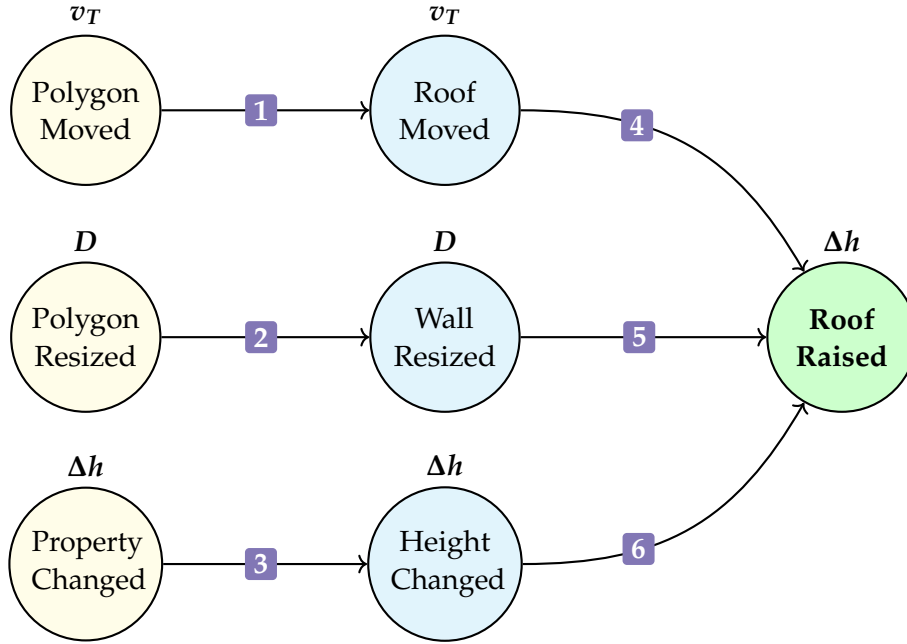 v_T
v_T
Polygon
Moved
1
Roof
Moved
4
D
D
Δh
Polygon
Resized
2
Wall
Resized
5
Roof
Raised
Δh
Δh
Property
Changed
3
Height
Changed
6